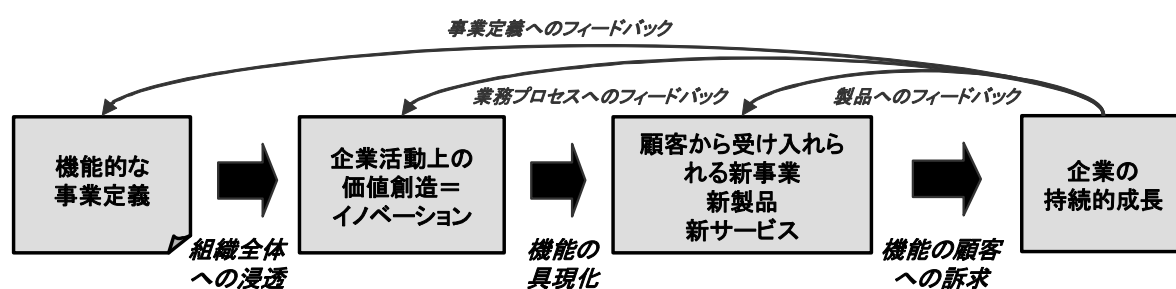 事業定義へのフィードバック
業務プロセスへのフィードバック
製品へのフィードバック
機能的な
事業定義
企業活動上の
価値創造＝
イノベーション
顧客から受け入れら
れる新事業
新製品
新サービス
企業の
持続的成長
組織全体
への浸透
機能の
具現化
機能の顧客
への訴求